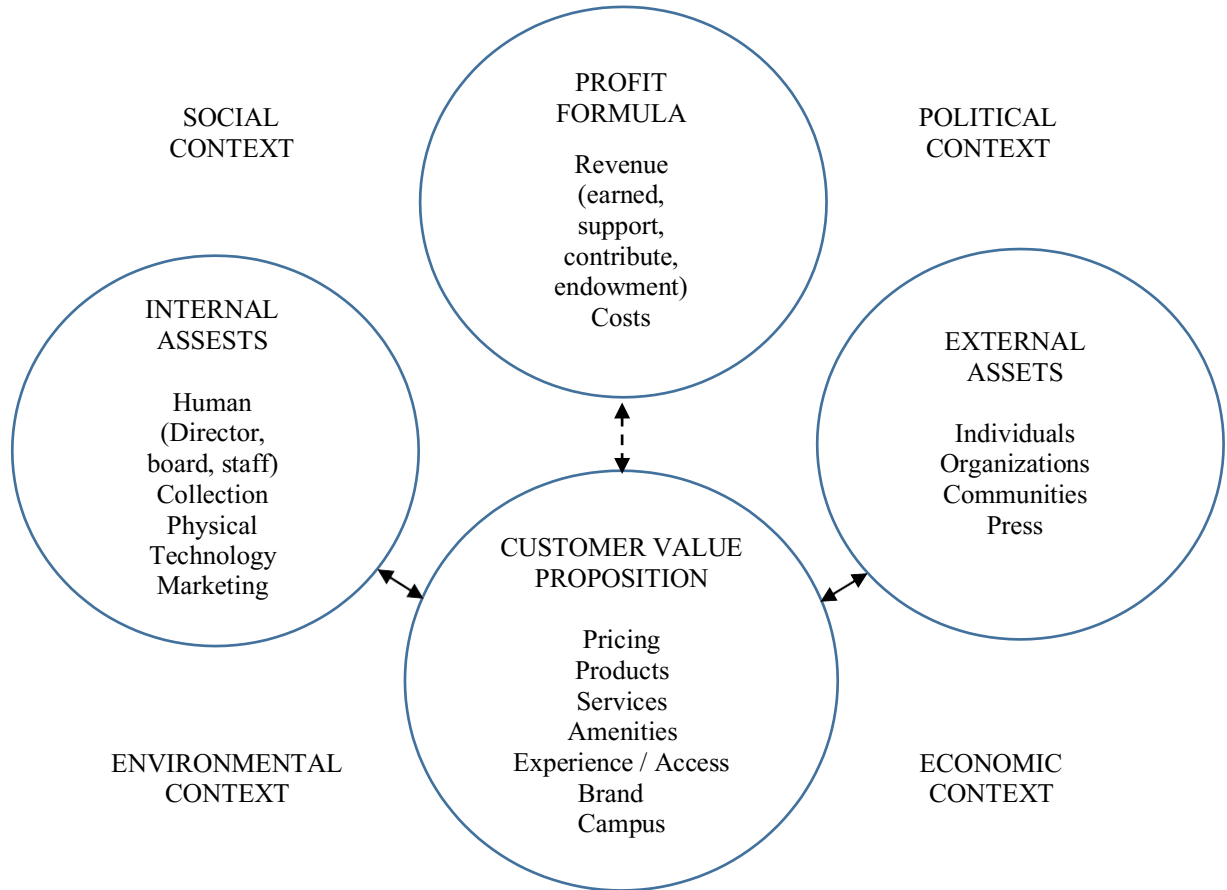 PROFIT
FORMULA
Revenue
(earned,
support,
contribute,
endowment)
Costs
SOCIAL
CONTEXT
POLITICAL
CONTEXT
INTERNAL
ASSESTS
Human
(Director,
board, staff)
Collection
Physical
Technology
Marketing
EXTERNAL
ASSETS
Individuals
Organizations
Communities
Press
CUSTOMER VALUE
PROPOSITION
Pricing
Products
Services
Amenities
Experience / Access
Brand
Campus
ENVIRONMENTAL
CONTEXT
ECONOMIC
CONTEXT